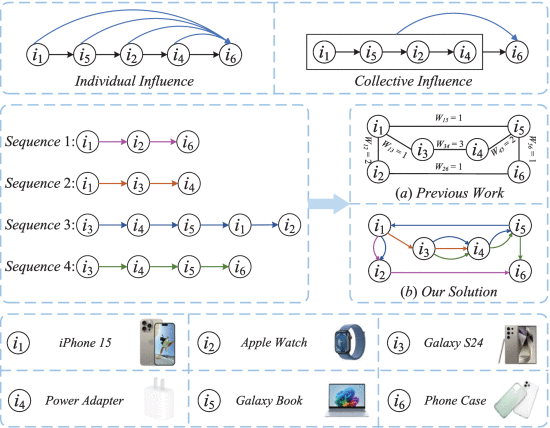 i1 i5 i2 i4 i6
Individual Influence
i1 i5 i2 i4 i6
Collective Influence
Sequence 1: i1 i2 i6
Sequence 2: i1 i3 i4
Sequence 3: i3 i4 i5 i1 i2
Sequence 4: i3 i4 i5 i6
i1 W15 = 1 i5
W12 = 2 W13 = 1 i3 W34 = 3 i4 W45 = 2 W56 = 1
i2 W26 = 1 i6
(a) Previous Work
i1 i5
i3 i4
i2 i6
(b) Our Solution
i1 iPhone 15
i2 Apple Watch
i3 Galaxy S24
i4 Power Adapter
i5 Galaxy Book
i6 Phone Case